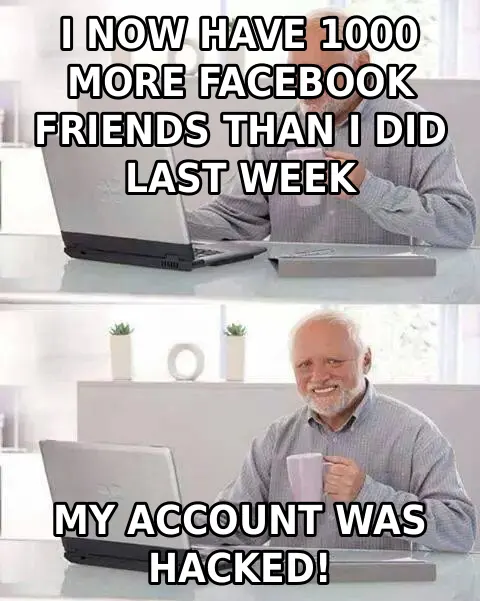 I NOW HAVE 1000
MORE FACEBOOK
FRIENDS THAN I DID
LAST WEEK
MY ACCOUNT WAS
HACKED!